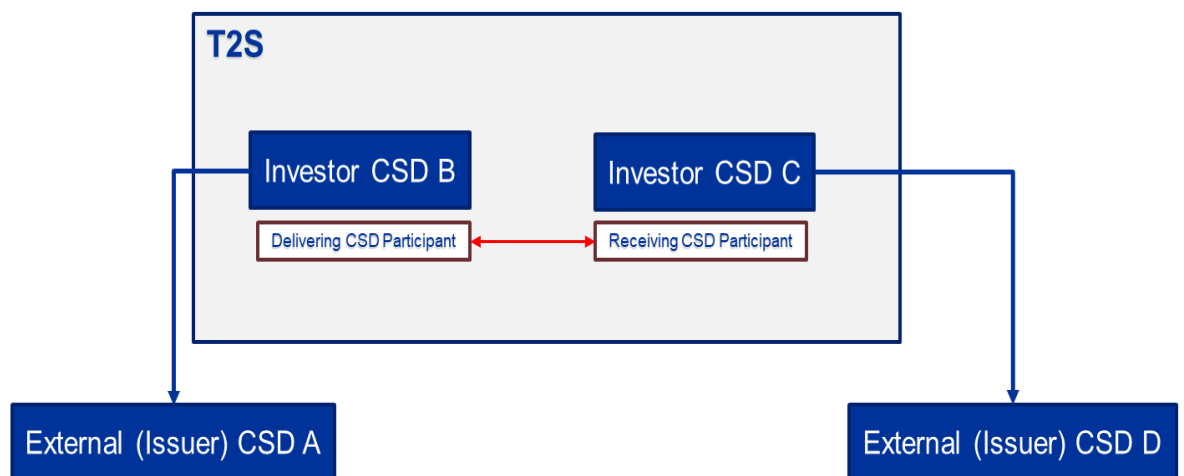 T2S
Investor CSD B
Investor CSD C
Delivering CSD Participant
Receiving CSD Participant
External (Issuer) CSD A
External (Issuer) CSD D